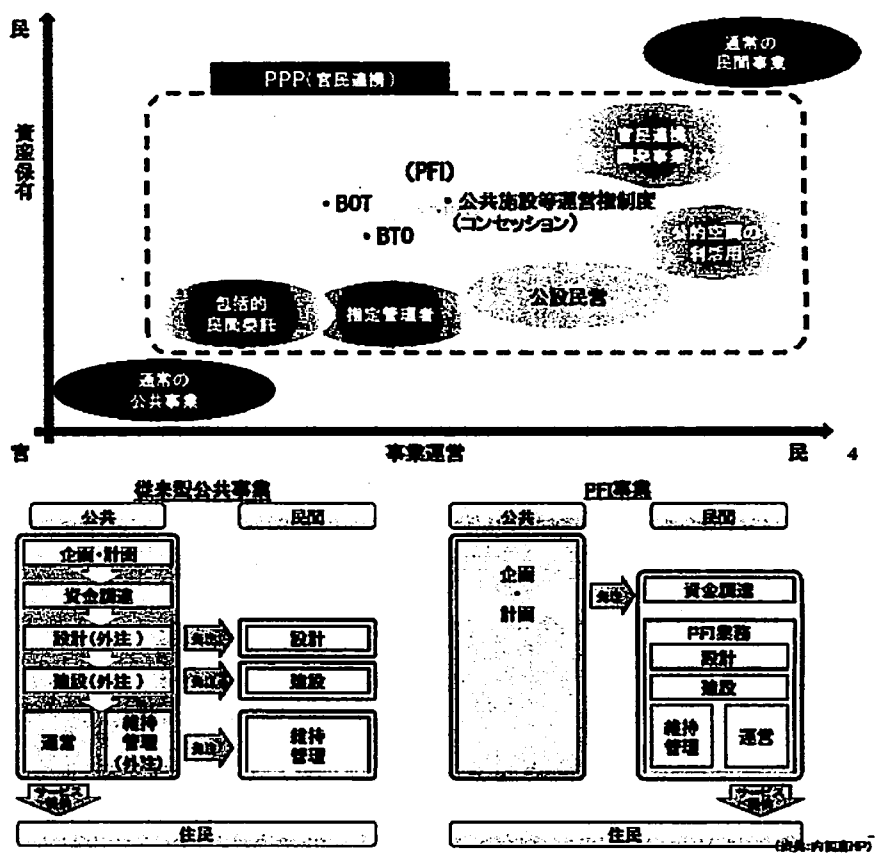 民
通常の
民間事業
PPP(官民連携)
資産保有
官民連携
開発事業
(PFI)
・BOT
・公共施設等運営権制度
(コンセッション)
・BTO
公的空間の
利活用
公設民営
包括的
民間委託
指定管理者
通常の
公共事業
官
事業運営
民
4
従来型公共事業
PFI事業
公共
民間
公共
民間
企画・計画
資金調達
設計(外注)
発注
設計
建設(外注)
発注
建設
運営
維持
管理
(外注)
発注
維持
管理
サービス
提供
住民
企画
・
計画
発注
資金調達
PFI業務
設計
建設
維持
管理
運営
サービス
提供
住民
(資料:内閣府HP)